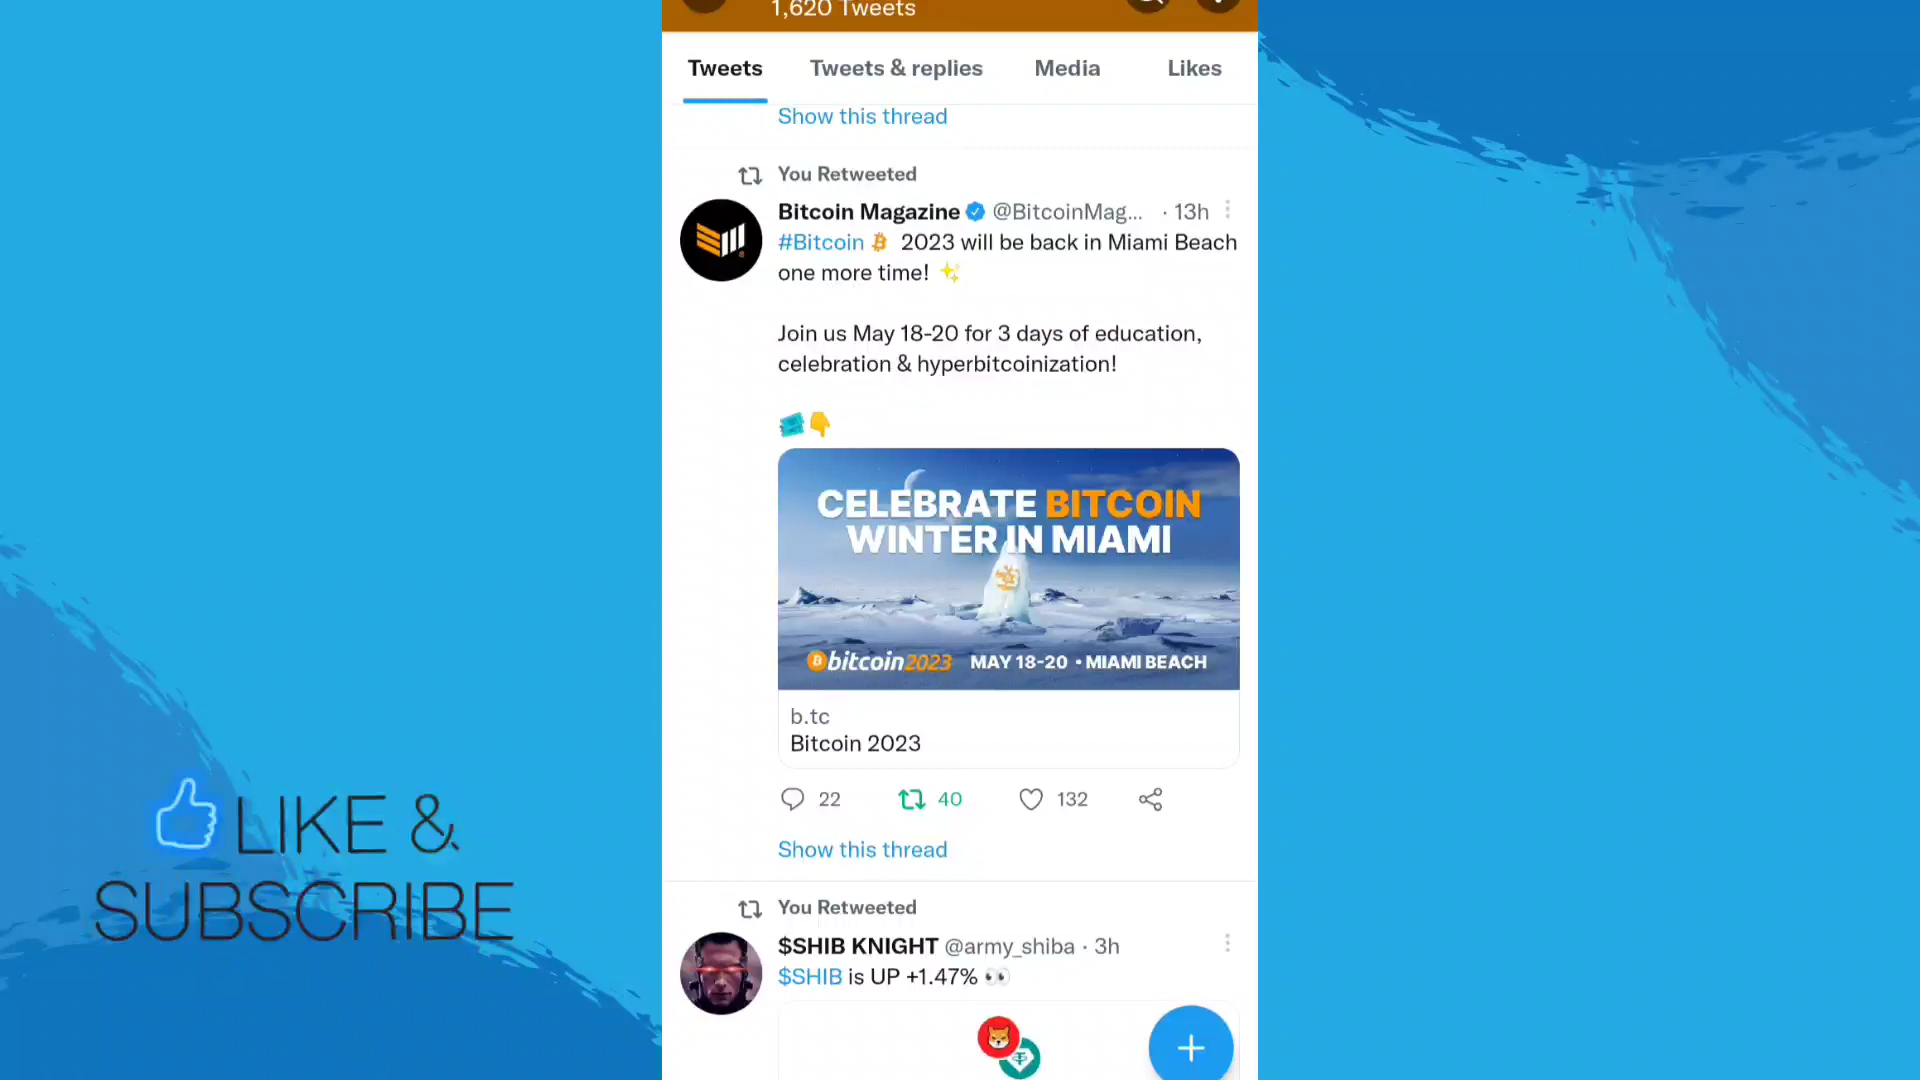 1,620 Tweets
Tweets Tweets & replies Media Likes
Show this thread
You Retweeted
Bitcoin Magazine @BitcoinMag... · 13h
#Bitcoin 2023 will be back in Miami Beach
one more time! ✨
Join us May 18-20 for 3 days of education,
celebration & hyperbitcoinization!
🎟️👇
CELEBRATE BITCOIN
WINTER IN MIAMI
bitcoin2023 MAY 18-20 • MIAMI BEACH
b.tc
Bitcoin 2023
22 40 132
Show this thread
You Retweeted
$SHIB KNIGHT @army_shiba · 3h
$SHIB is UP +1.47% 👀
LIKE &
SUBSCRIBE